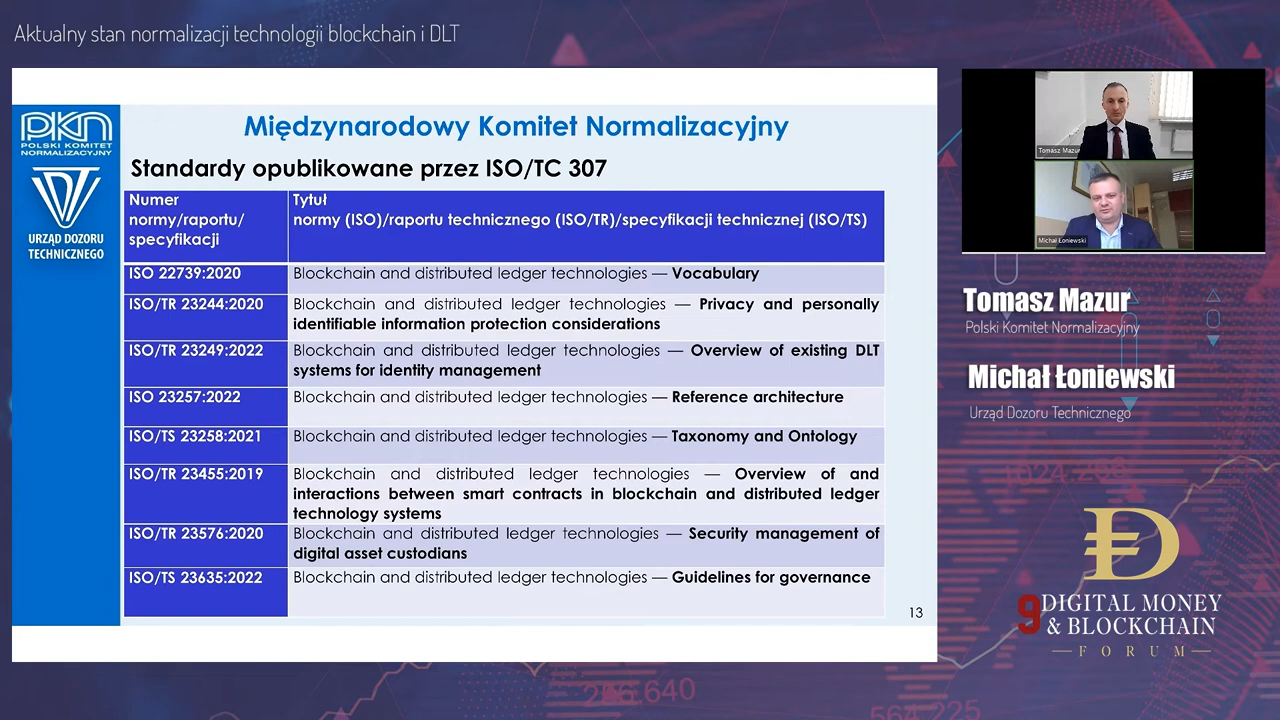 Aktualny stan normalizacji technologii blockchain i DLT
PKN
POLSKI KOMITET
NORMALIZACYJNY
URZĄD DOZORU
TECHNICZNEGO
Międzynarodowy Komitet Normalizacyjny
Standardy opublikowane przez ISO/TC 307
Numer
normy/raportu/
specyfikacji
Tytuł
normy (ISO)/raportu technicznego (ISO/TR)/specyfikacji technicznej (ISO/TS)
ISO 22739:2020
Blockchain and distributed ledger technologies — Vocabulary
ISO/TR 23244:2020
Blockchain and distributed ledger technologies — Privacy and personally
identifiable information protection considerations
ISO/TR 23249:2022
Blockchain and distributed ledger technologies — Overview of existing DLT
systems for identity management
ISO 23257:2022
Blockchain and distributed ledger technologies — Reference architecture
ISO/TS 23258:2021
Blockchain and distributed ledger technologies — Taxonomy and Ontology
ISO/TR 23455:2019
Blockchain and distributed ledger technologies — Overview of and
interactions between smart contracts in blockchain and distributed ledger
technology systems
ISO/TR 23576:2020
Blockchain and distributed ledger technologies — Security management of
digital asset custodians
ISO/TS 23635:2022
Blockchain and distributed ledger technologies — Guidelines for governance
13
Tomasz Mazur
Michał Łoniewski
Tomasz Mazur
Polski Komitet Normalizacyjny
Michał Łoniewski
Urząd Dozoru Technicznego
9 DIGITAL MONEY
& BLOCKCHAIN
FORUM